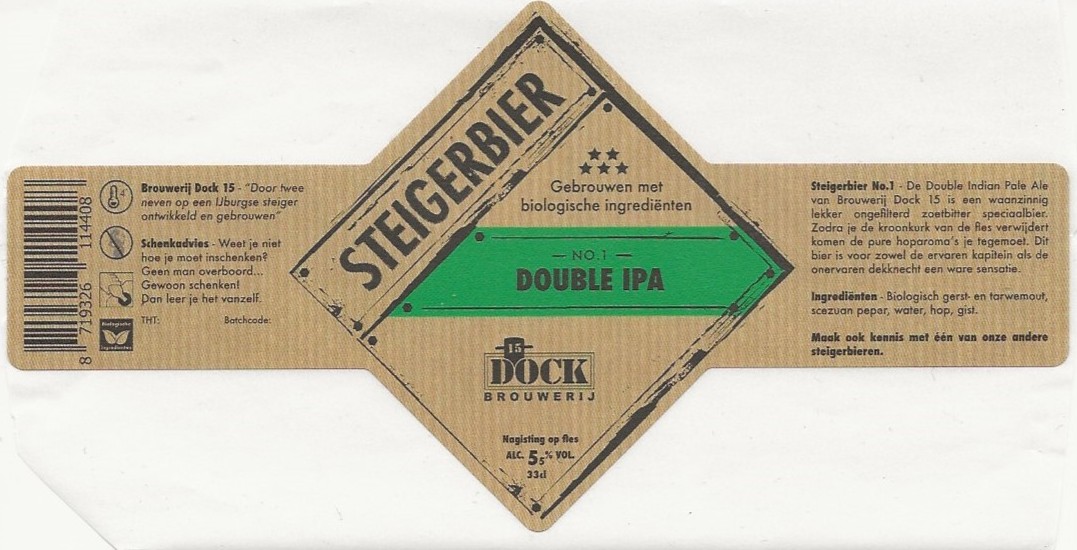 8 719326 114408
4°
Brouwerij Dock 15 - "Door twee
neven op een IJburgse steiger
ontwikkeld en gebrouwen"
Schenkadvies - Weet je niet
hoe je moet inschenken?
Geen man overboord...
Gewoon schenken!
Dan leer je het vanzelf.
THT: Batchcode:
Biologische
Ingrediënten
STEIGERBIER
Gebrouwen met
biologische ingrediënten
NO.1
DOUBLE IPA
15
DOCK
BROUWERIJ
Nagisting op fles
ALC. 5,5% VOL.
33cl
Steigerbier No.1 - De Double Indian Pale Ale
van Brouwerij Dock 15 is een waanzinnig
lekker ongefilterd zoetbitter speciaalbier.
Zodra je de kroonkurk van de fles verwijdert
komen de pure hoparoma's je tegemoet. Dit
bier is voor zowel de ervaren kapitein als de
onervaren dekknecht een ware sensatie.
Ingrediënten - Biologisch gerst- en tarwemout,
scezuan peper, water, hop, gist.
Maak ook kennis met één van onze andere
steigerbieren.